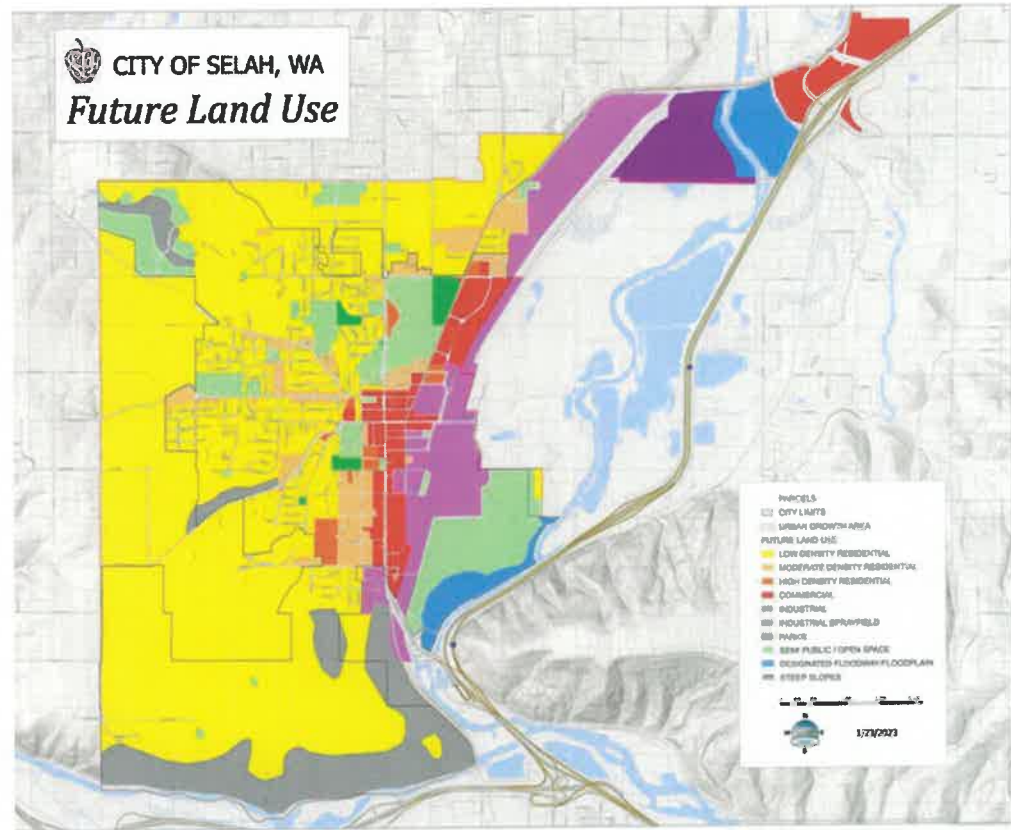 CITY OF SELAH, WA
Future Land Use
PARCELS
CITY LIMITS
URBAN GROWTH AREA
FUTURE LAND USE
LOW DENSITY RESIDENTIAL
MODERATE DENSITY RESIDENTIAL
HIGH DENSITY RESIDENTIAL
COMMERCIAL
INDUSTRIAL
INDUSTRIAL SPRAYFIELD
PARKS
SEMI PUBLIC / OPEN SPACE
DESIGNATED FLOODWAY FLOODPLAIN
STEEP SLOPES
1/23/2023